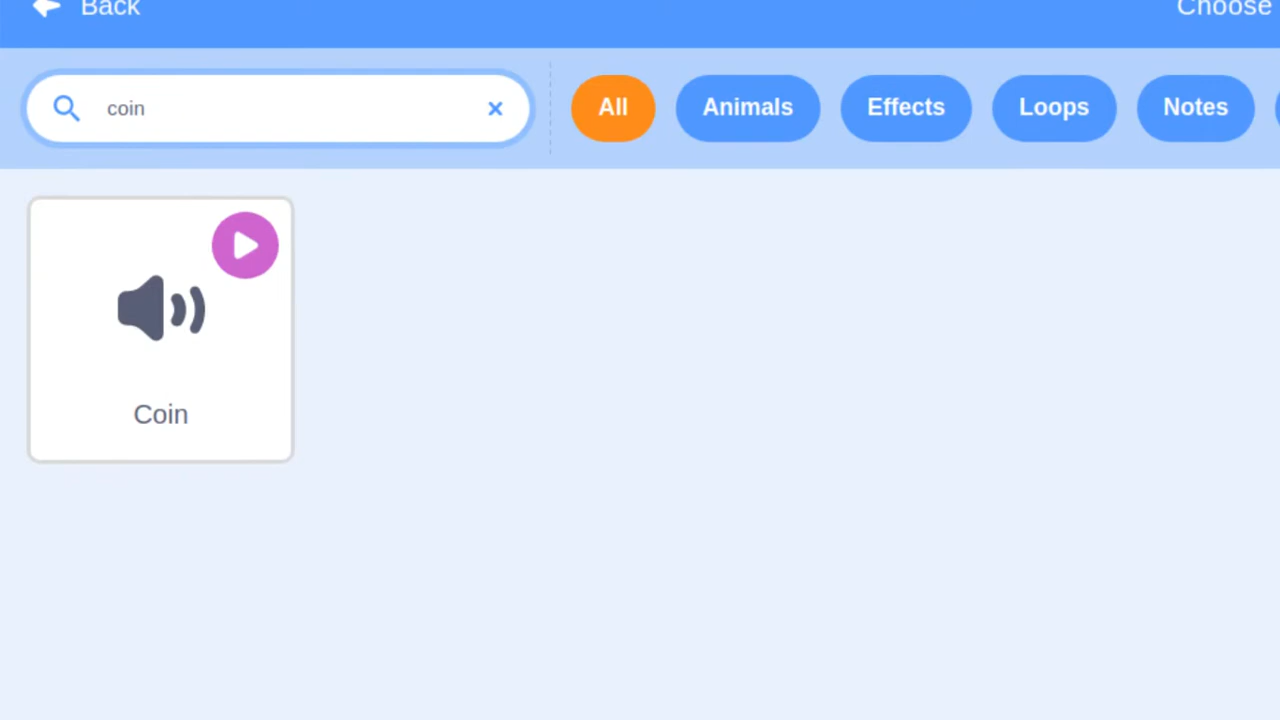 Back
Choose
coin
All
Animals
Effects
Loops
Notes
Coin